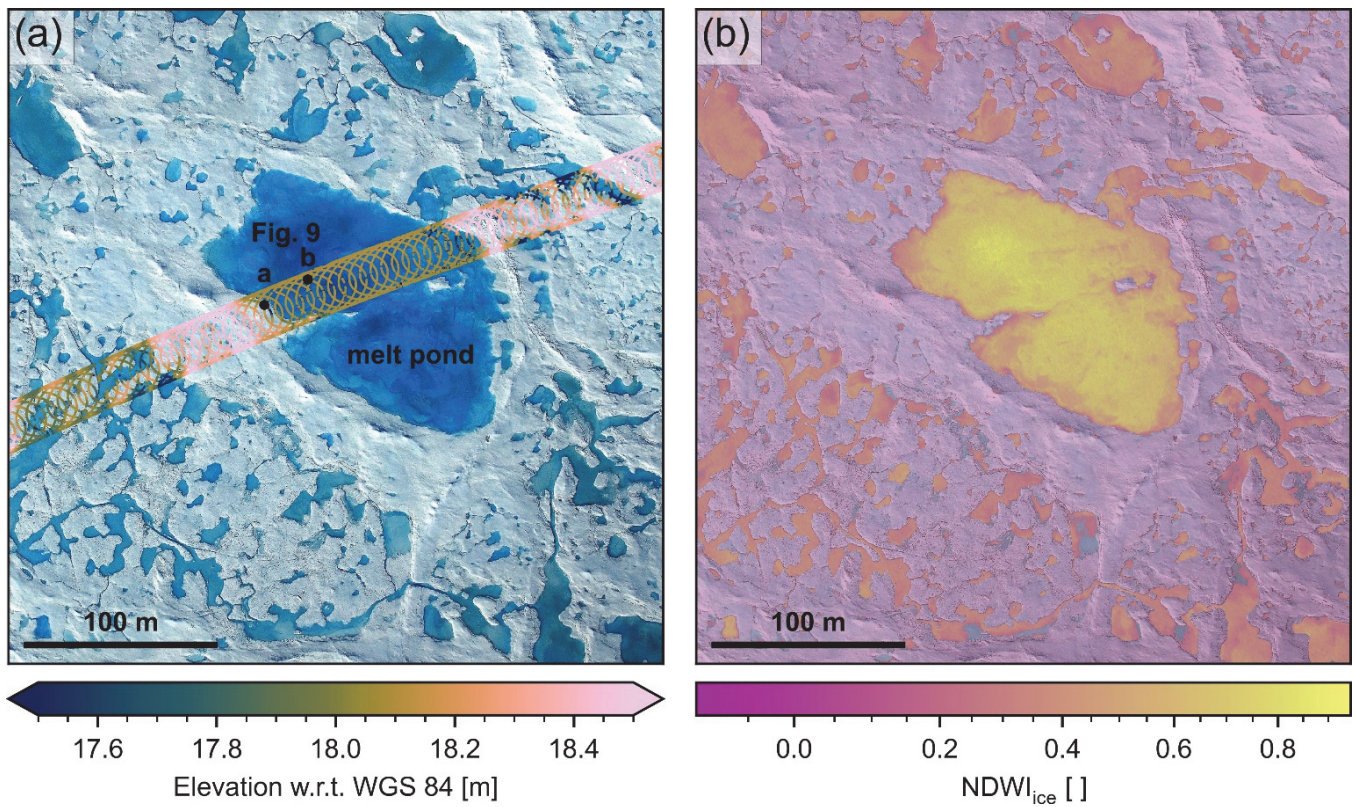 (a)
Fig. 9
b
a
melt pond
100 m
17.6 17.8 18.0 18.2 18.4
Elevation w.r.t. WGS 84 [m]
(b)
100 m
0.0 0.2 0.4 0.6 0.8
NDWIice [ ]